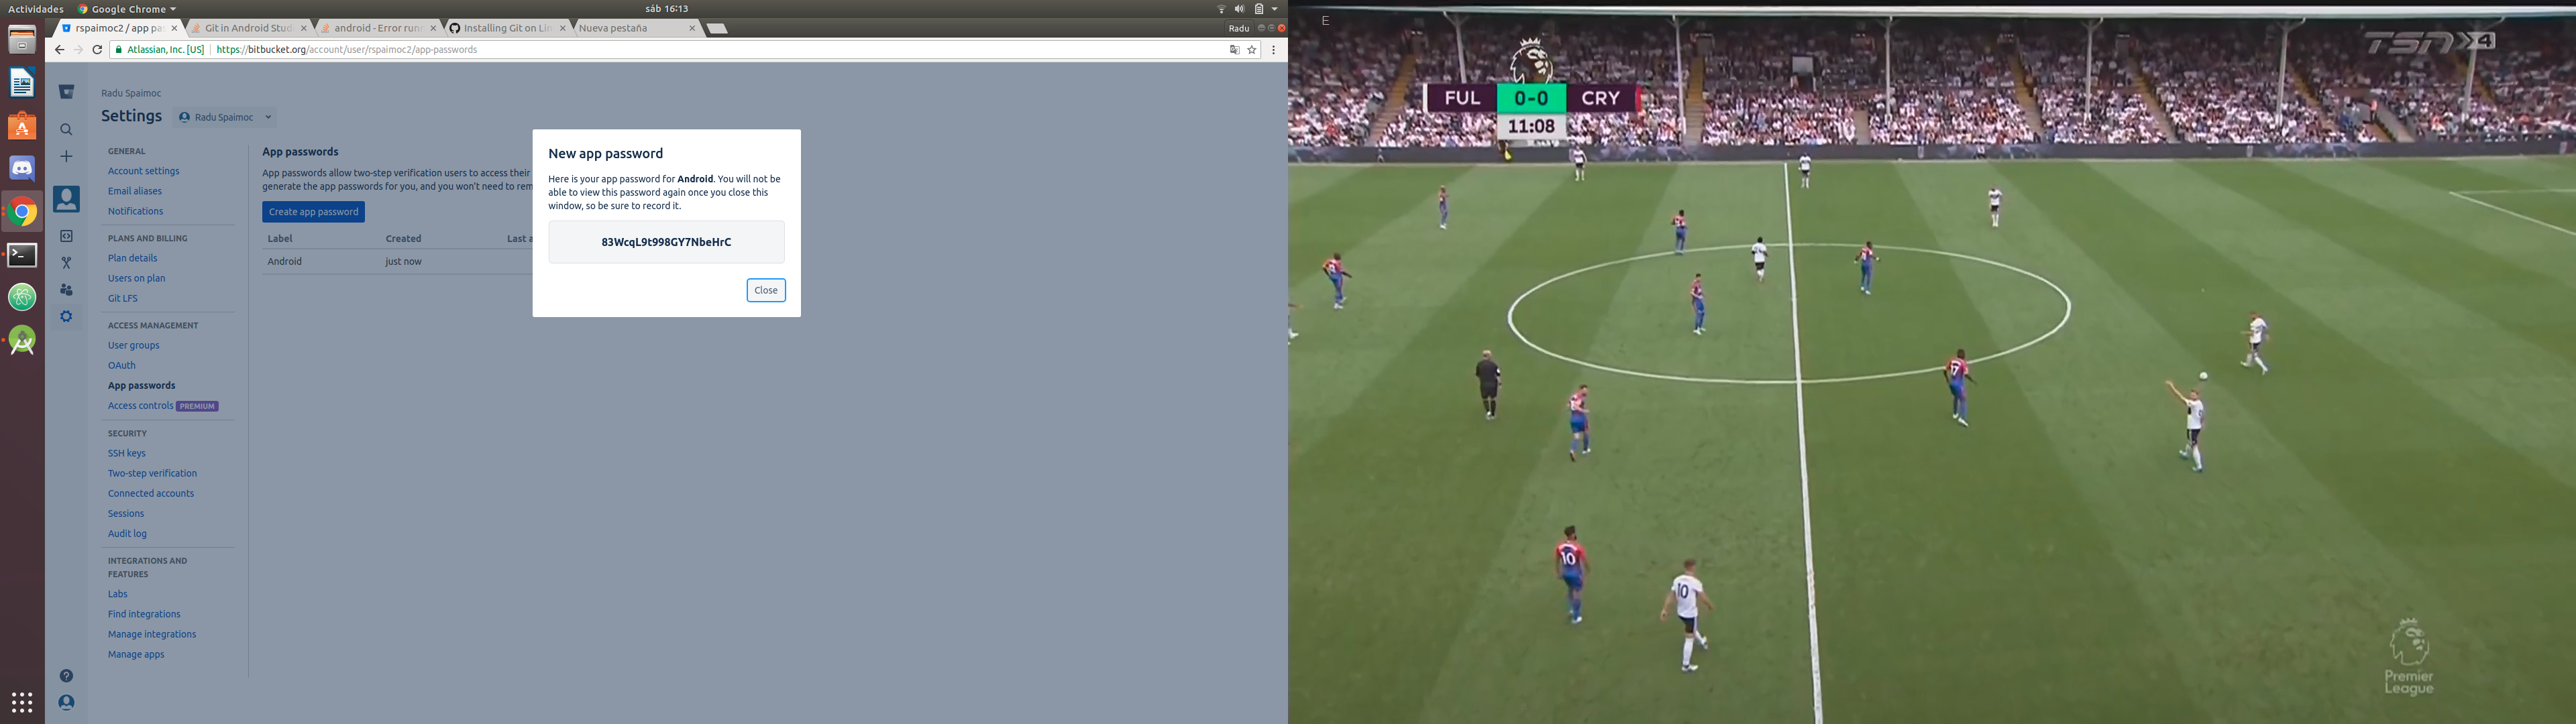 Actividades
Google Chrome
sáb 16:13
rspaimoc2 / app pa
Git in Android Stud
android - Error runn
Installing Git on Lin
Nueva pestaña
Radu
Atlassian, Inc. [US]
https://bitbucket.org/account/user/rspaimoc2/app-passwords
Radu Spaimoc
Settings
Radu Spaimoc
GENERAL
Account settings
Email aliases
Notifications
PLANS AND BILLING
Plan details
Users on plan
Git LFS
ACCESS MANAGEMENT
User groups
OAuth
App passwords
Access controls PREMIUM
SECURITY
SSH keys
Two-step verification
Connected accounts
Sessions
Audit log
INTEGRATIONS AND
FEATURES
Labs
Find integrations
Manage integrations
Manage apps
App passwords
App passwords allow two-step verification users to access their
generate the app passwords for you, and you won't need to rem
Create app password
Label Created Last a
Android just now
New app password
Here is your app password for Android. You will not be
able to view this password again once you close this
window, so be sure to record it.
83WcqL9t998GY7NbeHrC
Close
E
TSN 4
FUL 0-0 CRY
11:08
17
10
10
Premier
League